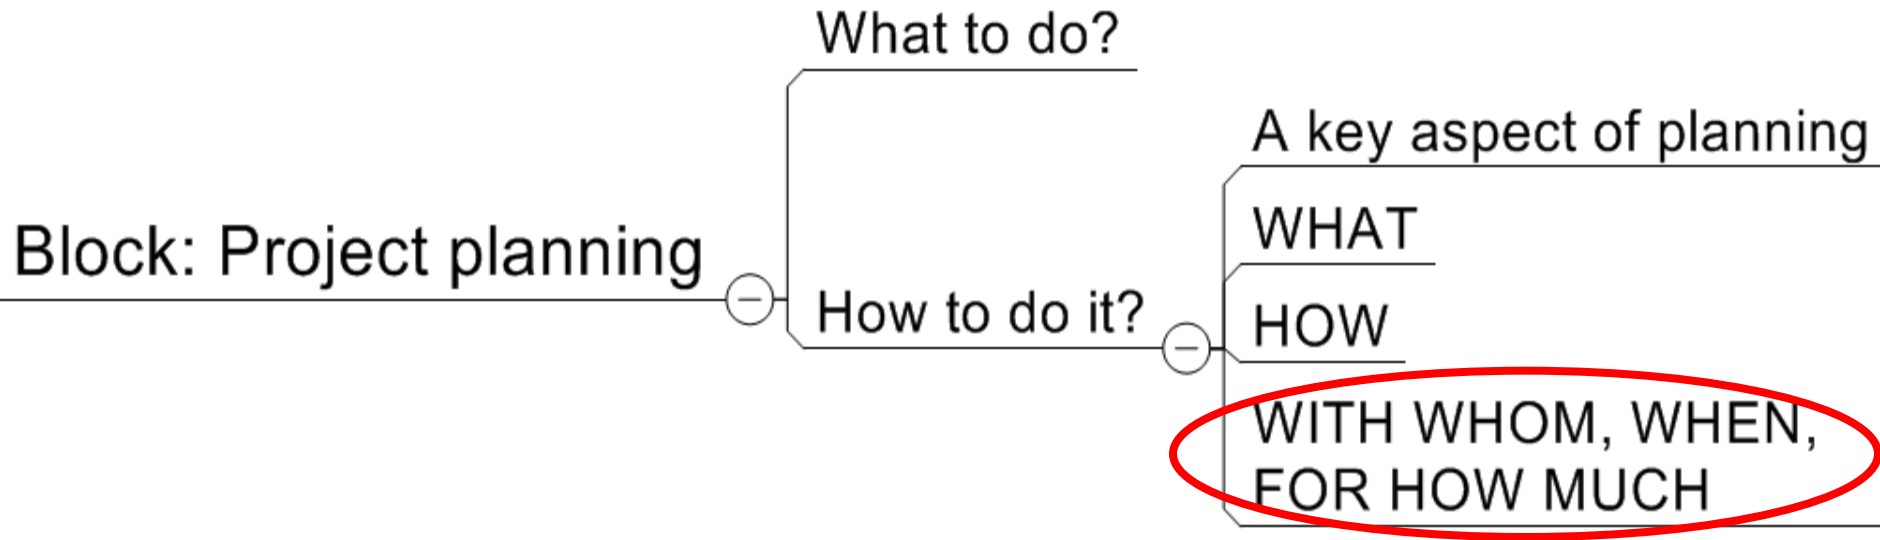 What to do?
A key aspect of planning
WHAT
Block: Project planning
How to do it?
HOW
WITH WHOM, WHEN,
FOR HOW MUCH